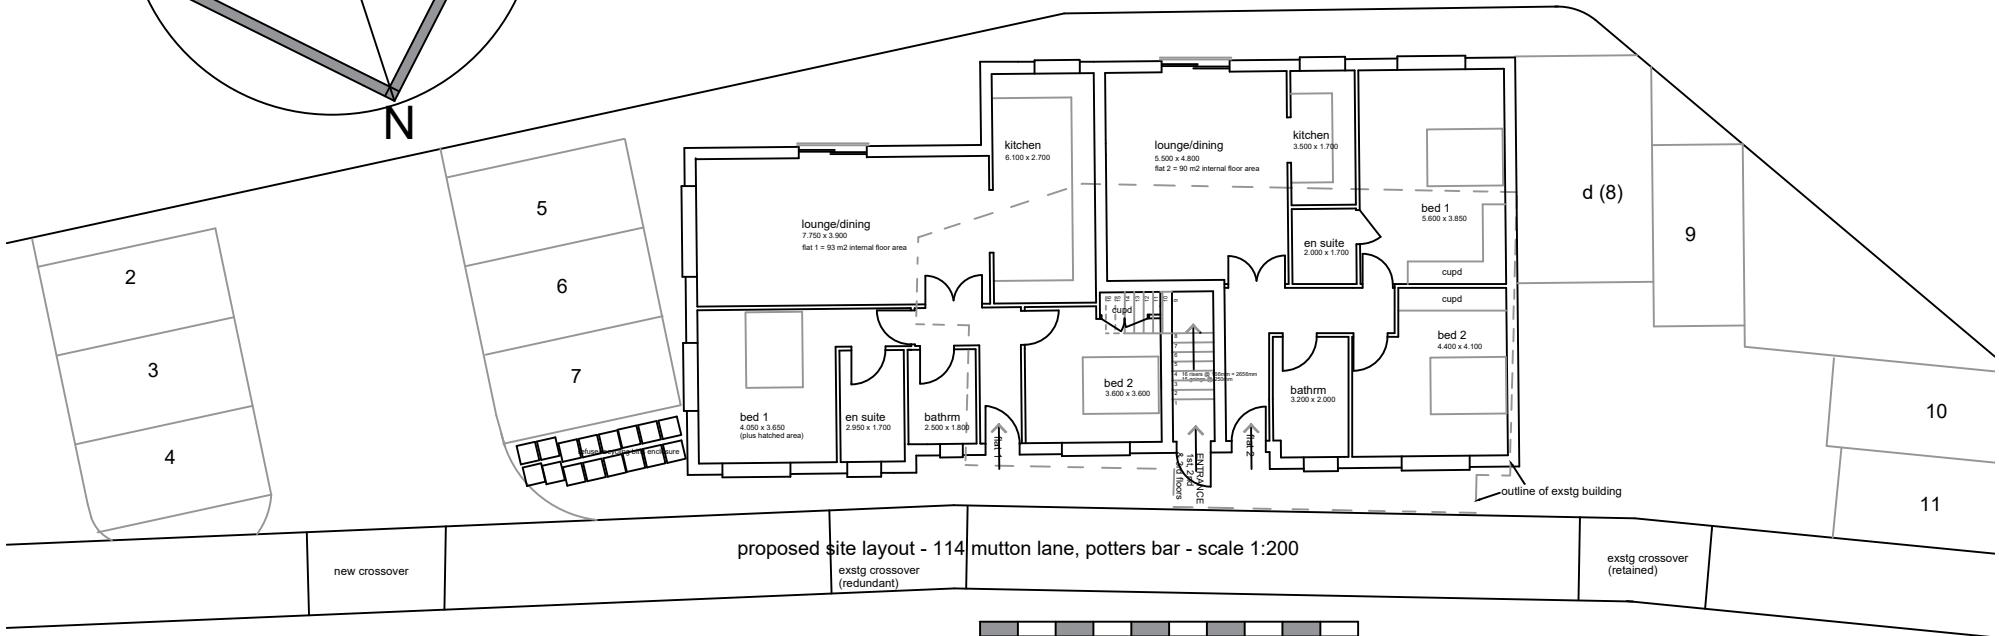 N
2
3
4
5
6
7
lounge/dining
7.750 x 3.900
flat 1 = 93 m2 internal floor area
kitchen
6.100 x 2.700
lounge/dining
5.500 x 4.800
flat 2 = 90 m2 internal floor area
kitchen
3.500 x 1.700
bed 1
5.600 x 3.850
en suite
2.000 x 1.700
cupd
cupd
cupd
bed 2
4.400 x 4.100
bathrm
3.200 x 2.000
bed 2
3.600 x 3.600
bed 1
4.050 x 3.650
(plus hatched area)
en suite
2.950 x 1.700
bathrm
2.500 x 1.800
flat 1
ENTRANCE
1st, 2nd
& 3rd floors
flat 2
d (8)
9
10
11
outline of exstg building
proposed site layout - 114 mutton lane, potters bar - scale 1:200
new crossover
exstg crossover
(redundant)
exstg crossover
(retained)